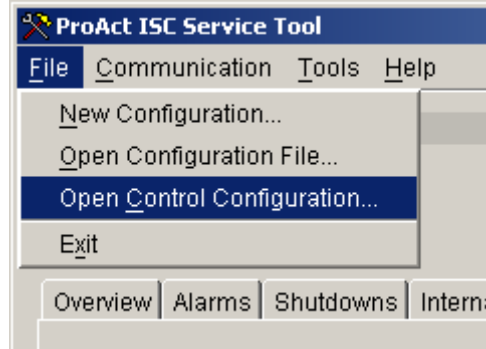 ProAct ISC Service Tool
File Communication Tools Help
New Configuration...
Open Configuration File...
Open Control Configuration...
Exit
Overview Alarms Shutdowns